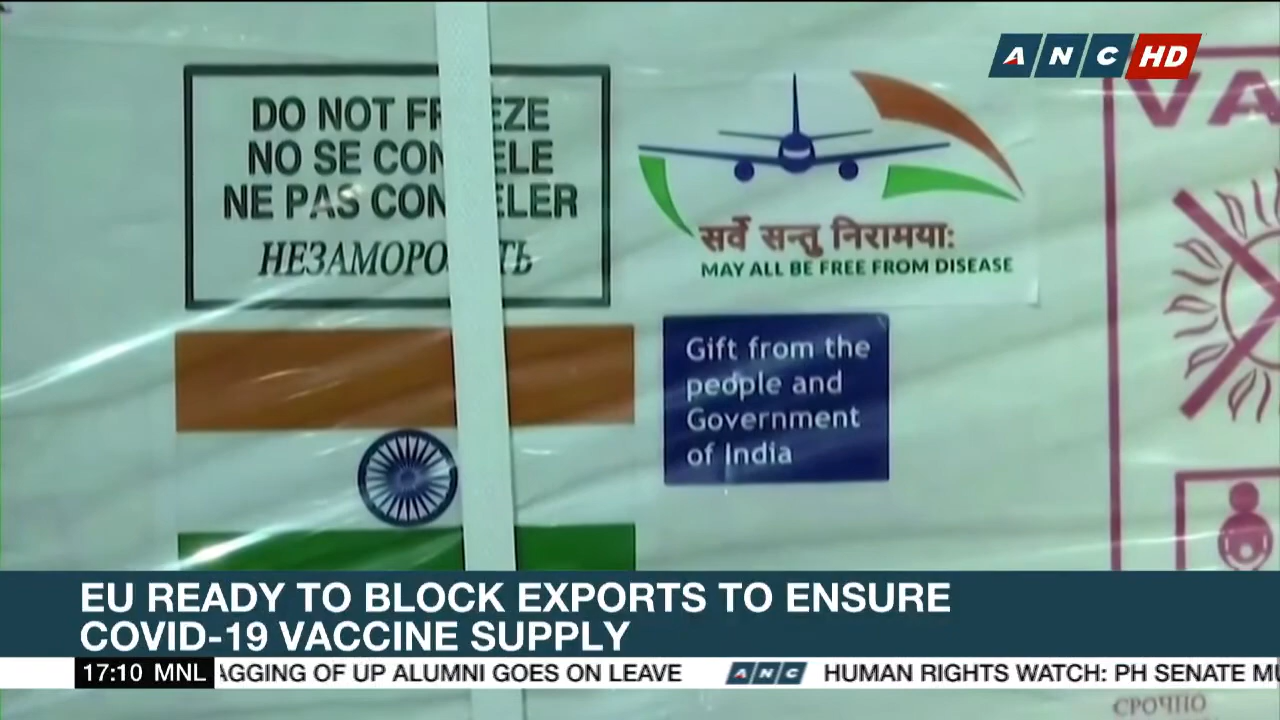 ANC HD
DO NOT FR EZE
NO SE CON ELE
NE PAS CON ELER
НЕЗАМОРО ТЬ
सर्वे सन्तु निरामया:
MAY ALL BE FREE FROM DISEASE
Gift from the
people and
Government
of India
VA
EU READY TO BLOCK EXPORTS TO ENSURE
COVID-19 VACCINE SUPPLY
17:10 MNL AGGING OF UP ALUMNI GOES ON LEAVE ANC HUMAN RIGHTS WATCH: PH SENATE MU
СРОЧНО